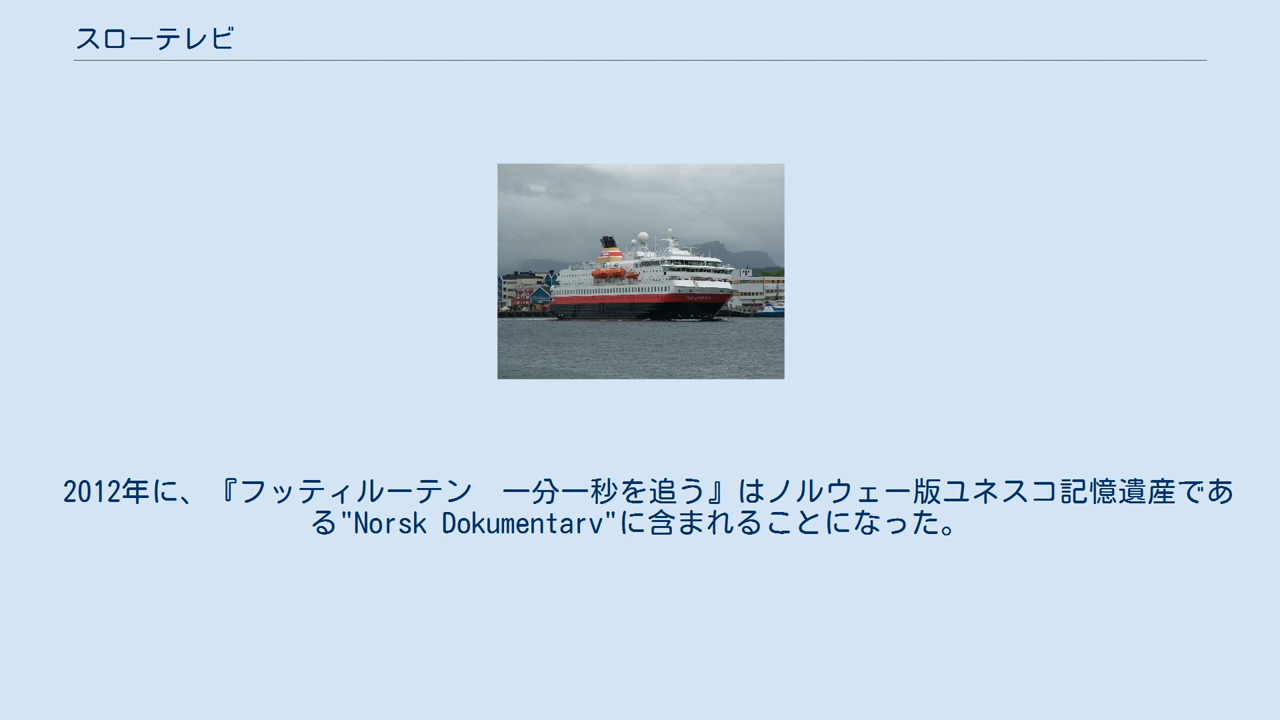 スローテレビ
2012年に、『フッティルーテン　一分一秒を追う』はノルウェー版ユネスコ記憶遺産であ
る"Norsk Dokumentarv"に含まれることになった。